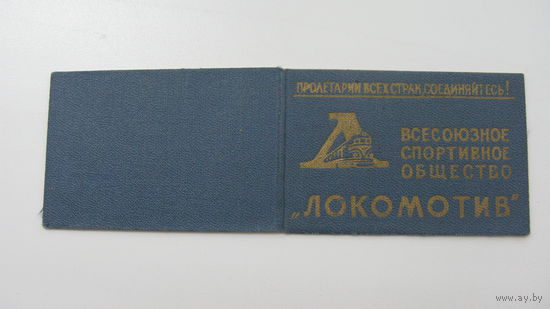 ПРОЛЕТАРИИ ВСЕХ СТРАН, СОЕДИНЯЙТЕСЬ!
Л
ВСЕСОЮЗНОЕ
СПОРТИВНОЕ
ОБЩЕСТВО
„ЛОКОМОТИВ"
www.ay.by